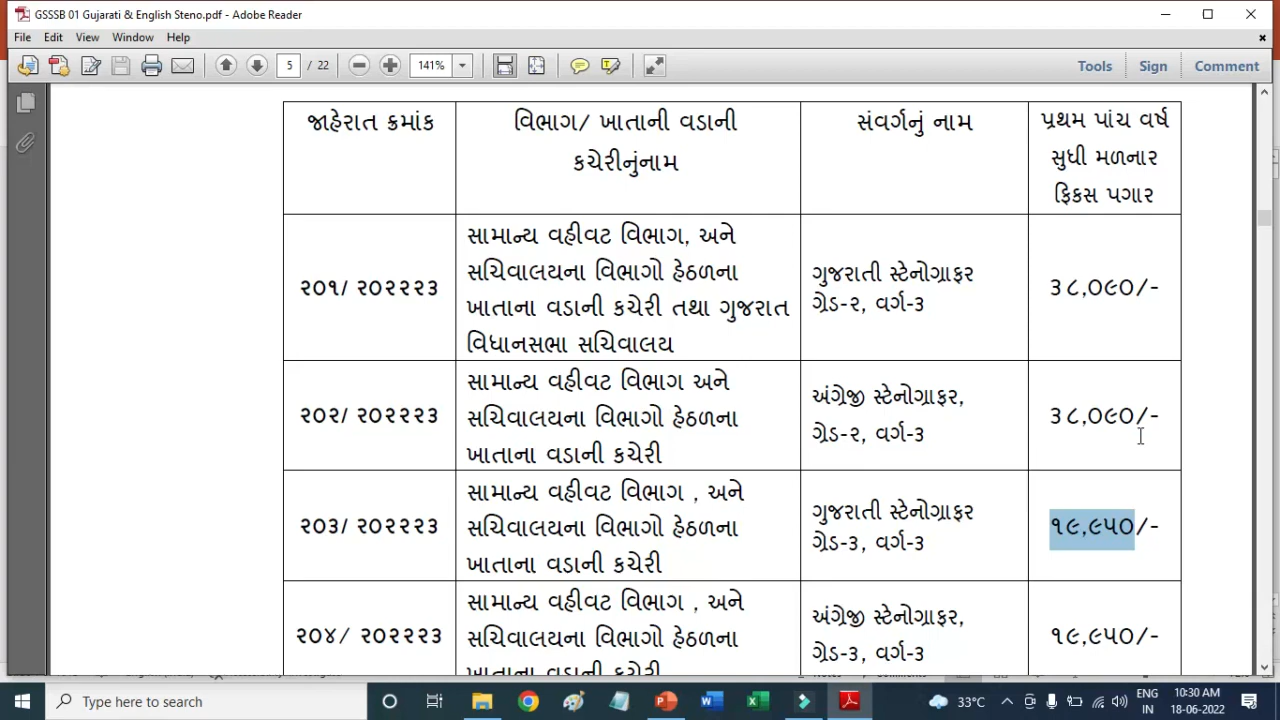 GSSSB 01 Gujarati & English Steno.pdf - Adobe Reader
File Edit View Window Help
5 / 22 141% Tools Sign Comment
જાહેરાત ક્રમાંક
વિભાગ/ ખાતાની વડાની
કચેરીનુંનામ
સંવર્ગનું નામ
પ્રથમ પાંચ વર્ષ
સુધી મળનાર
ફિકસ પગાર
૨૦૧/ ૨૦૨૨૨૩
સામાન્ય વહીવટ વિભાગ, અને
સચિવાલયના વિભાગો હેઠળના
ખાતાના વડાની કચેરી તથા ગુજરાત
વિધાનસભા સચિવાલય
ગુજરાતી સ્ટેનોગ્રાફર
ગ્રેડ-૨, વર્ગ-૩
૩૮,૦૯૦/-
૨૦૨/ ૨૦૨૨૨૩
સામાન્ય વહીવટ વિભાગ અને
સચિવાલયના વિભાગો હેઠળના
ખાતાના વડાની કચેરી
અંગ્રેજી સ્ટેનોગ્રાફર,
ગ્રેડ-૨, વર્ગ-૩
૩૮,૦૯૦/-
૨૦૩/ ૨૦૨૨૨૩
સામાન્ય વહીવટ વિભાગ , અને
સચિવાલયના વિભાગો હેઠળના
ખાતાના વડાની કચેરી
ગુજરાતી સ્ટેનોગ્રાફર
ગ્રેડ-૩, વર્ગ-૩
૧૯,૯૫૦/-
૨૦૪/ ૨૦૨૨૨૩
સામાન્ય વહીવટ વિભાગ , અને
સચિવાલયના વિભાગો હેઠળના
ખાતાના વડાની કચેરી
અંગ્રેજી સ્ટેનોગ્રાફર,
ગ્રેડ-૩, વર્ગ-૩
૧૯,૯૫૦/-
Type here to search
33°C
ENG
IN
10:30 AM
18-06-2022